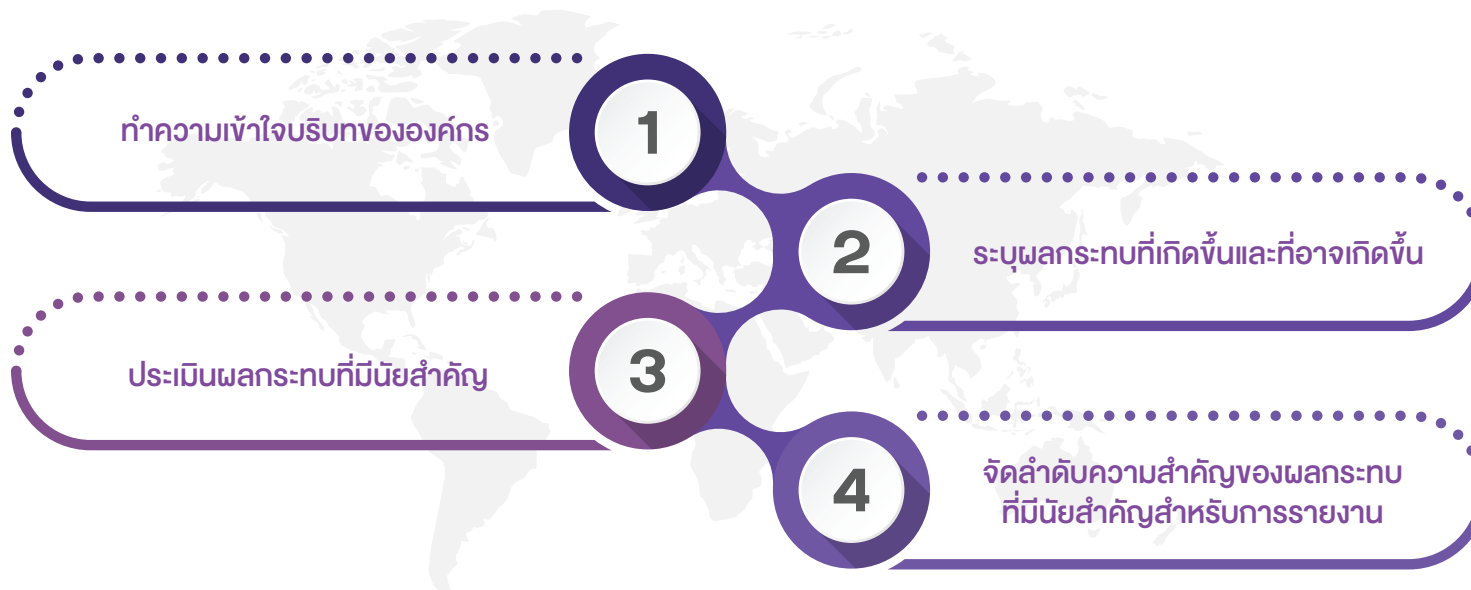 1
ทำความเข้าใจบริบทขององค์กร
2
ระบุผลกระทบที่เกิดขึ้นและที่อาจเกิดขึ้น
3
ประเมินผลกระทบที่มีนัยสำคัญ
4
จัดลำดับความสำคัญของผลกระทบ
ที่มีนัยสำคัญสำหรับการรายงาน